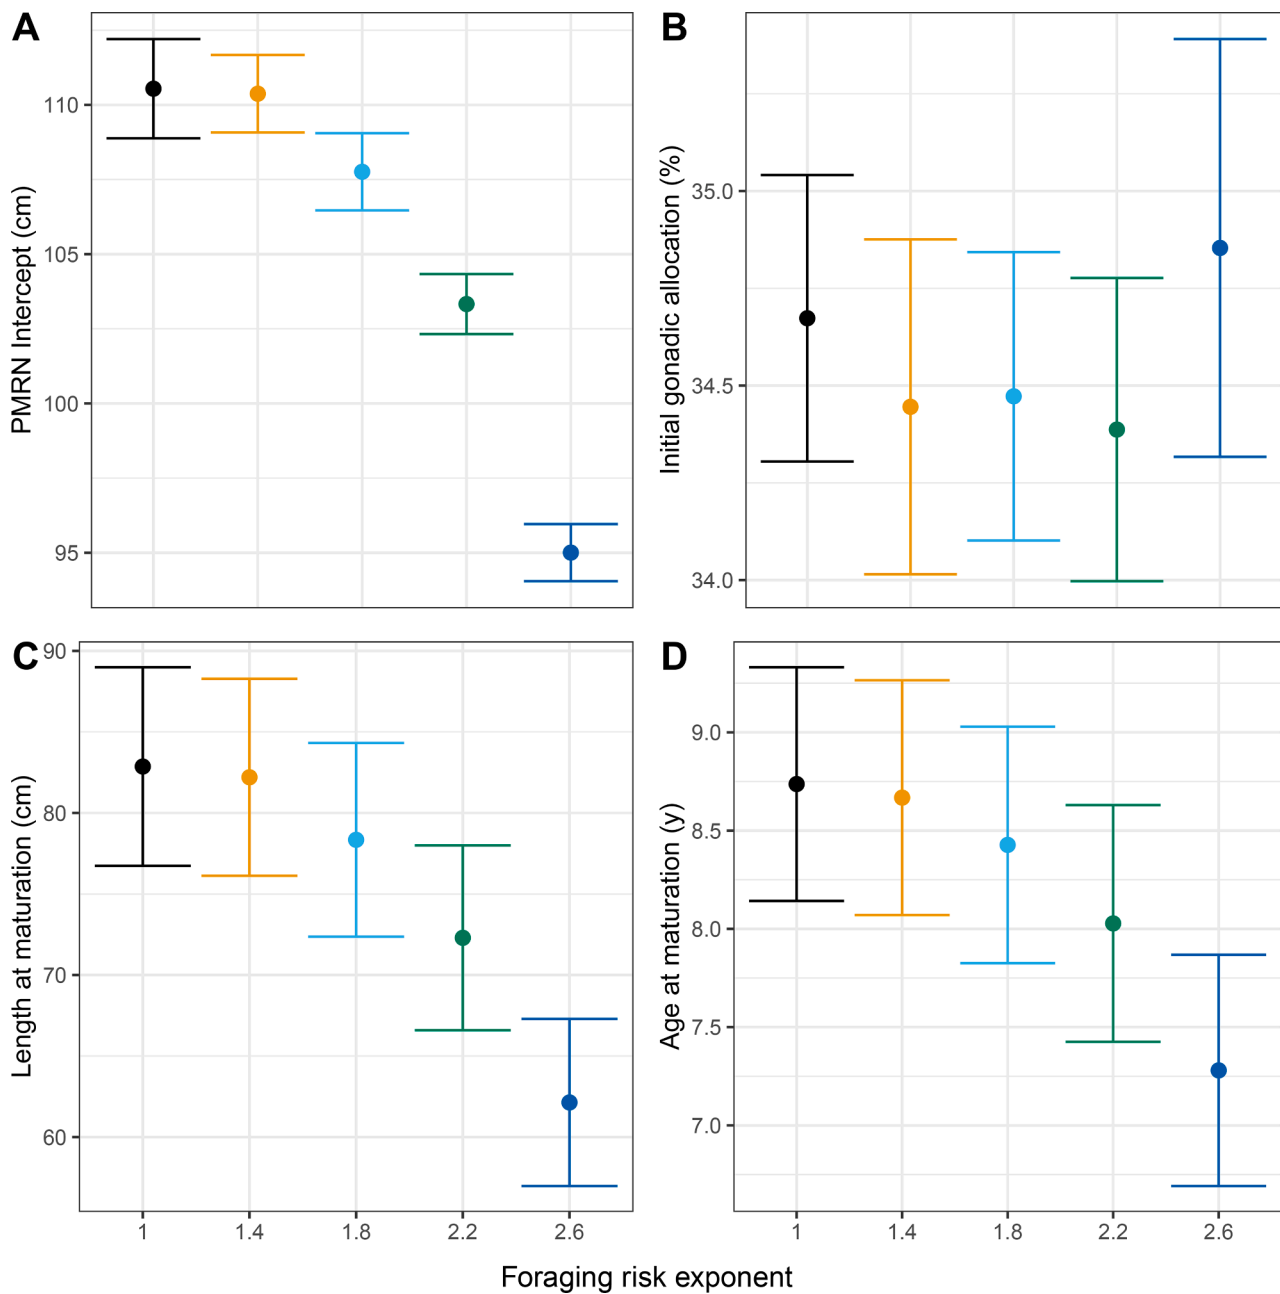 A
PMRN Intercept (cm)
110
105
100
95
B
Initial gonadic allocation (%)
35.0
34.5
34.0
C
Length at maturation (cm)
90
80
70
60
1 1.4 1.8 2.2 2.6
D
Age at maturation (y)
9.0
8.5
8.0
7.5
7.0
1 1.4 1.8 2.2 2.6
Foraging risk exponent